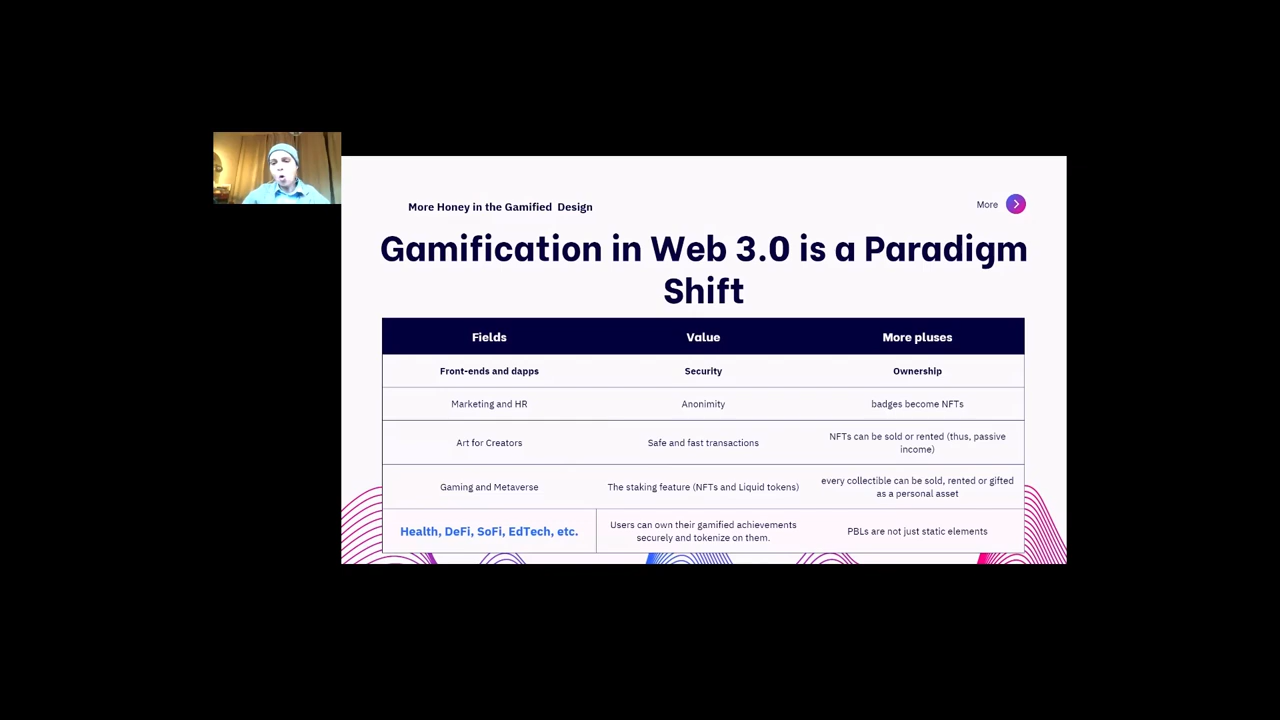 More Honey in the Gamified Design
More
Gamification in Web 3.0 is a Paradigm
Shift
Fields Value More pluses
Front-ends and dapps Security Ownership
Marketing and HR Anonimity badges become NFTs
Art for Creators Safe and fast transactions NFTs can be sold or rented (thus, passive
income)
Gaming and Metaverse The staking feature (NFTs and Liquid tokens) every collectible can be sold, rented or gifted
as a personal asset
Health, DeFi, SoFi, EdTech, etc. Users can own their gamified achievements
securely and tokenize on them. PBLs are not just static elements